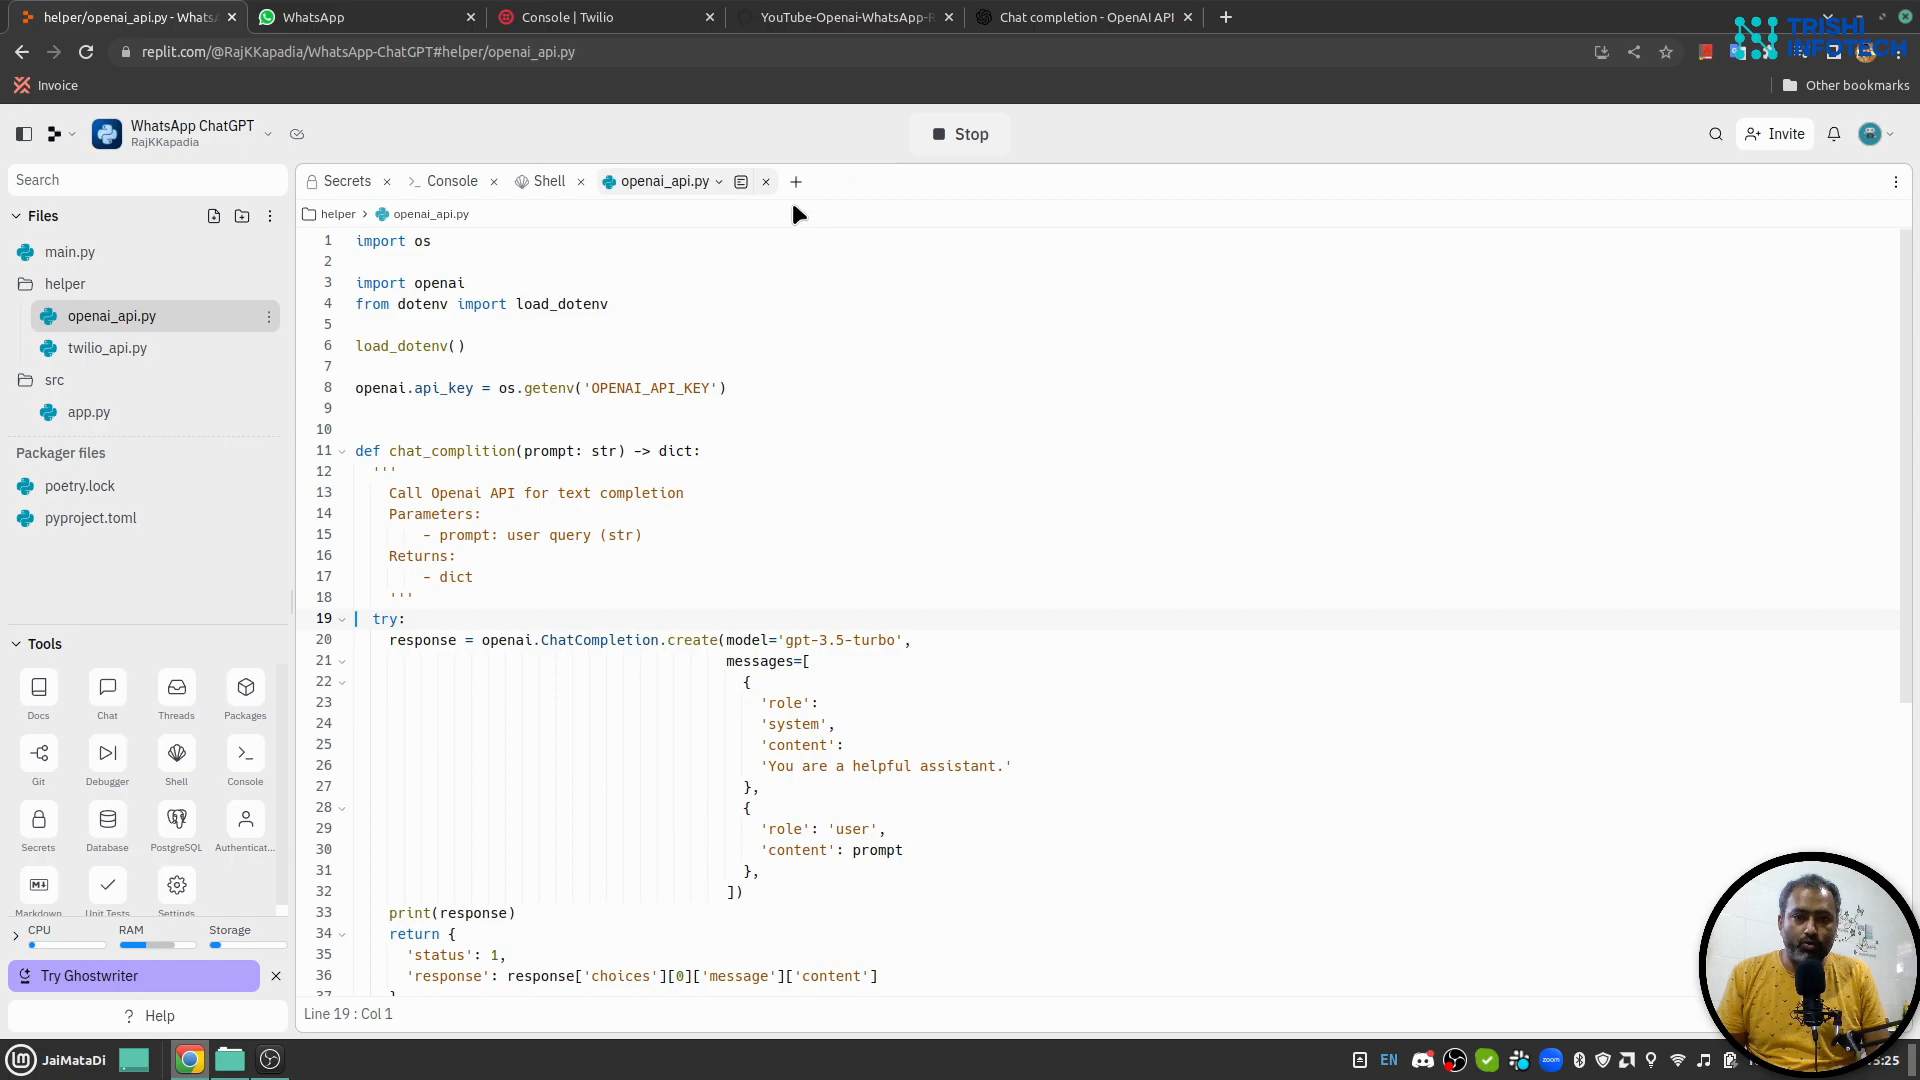 helper/openai_api.py - WhatsA
WhatsApp
Console | Twilio
YouTube-Openai-WhatsApp-R
Chat completion - OpenAI API
replit.com/@RajKKapadia/WhatsApp-ChatGPT#helper/openai_api.py
TRISHI
INFOTECH
Invoice
Other bookmarks
WhatsApp ChatGPT
RajKKapadia
Stop
Invite
Search
Secrets
Console
Shell
openai_api.py
Files
helper > openai_api.py
main.py
helper
openai_api.py
twilio_api.py
src
app.py
Packager files
poetry.lock
pyproject.toml
1 import os
2
3 import openai
4 from dotenv import load_dotenv
5
6 load_dotenv()
7
8 openai.api_key = os.getenv('OPENAI_API_KEY')
9
10
11 def chat_complition(prompt: str) -> dict:
12 '''
13 Call Openai API for text completion
14 Parameters:
15 - prompt: user query (str)
16 Returns:
17 - dict
18 '''
19 try:
20 response = openai.ChatCompletion.create(model='gpt-3.5-turbo',
21 messages=[
22 {
23 'role':
24 'system',
25 'content':
26 'You are a helpful assistant.'
27 },
28 {
29 'role': 'user',
30 'content': prompt
31 },
32 ])
33 print(response)
34 return {
35 'status': 1,
36 'response': response['choices'][0]['message']['content']
37 }
Line 19 : Col 1
Tools
Docs
Chat
Threads
Packages
Git
Debugger
Shell
Console
Secrets
Database
PostgreSQL
Authenticat...
Markdown
Unit Tests
Settings
CPU
RAM
Storage
Try Ghostwriter
? Help
JaiMataDi
EN
zoom
:25